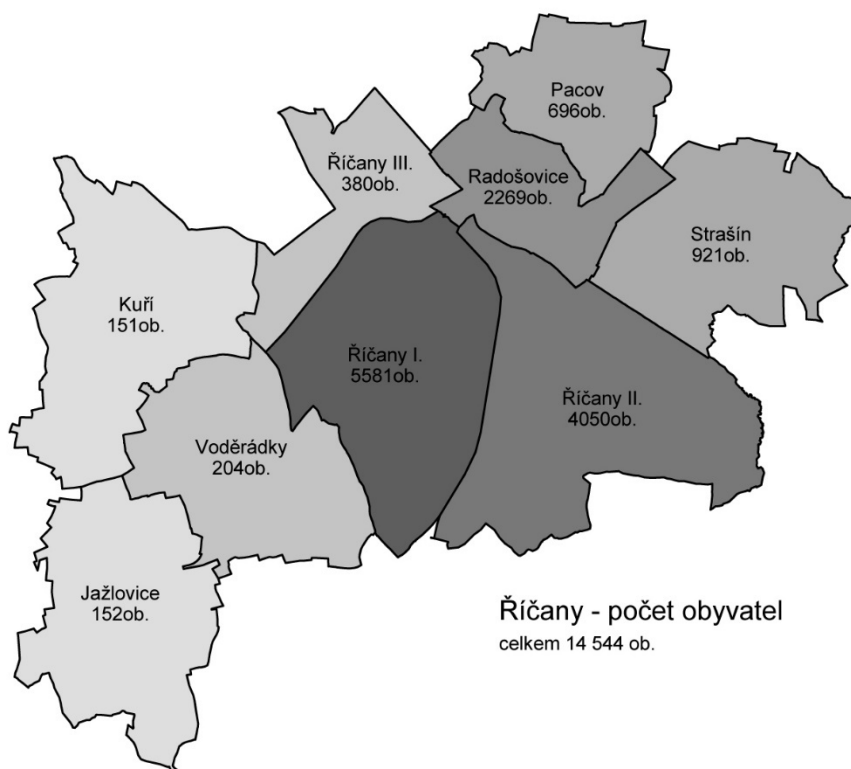 Pacov
696ob.
Říčany III.
380ob.
Radošovice
2269ob.
Strašín
921ob.
Kuří
151ob.
Říčany I.
5581ob.
Říčany II.
4050ob.
Voděrádky
204ob.
Jažlovice
152ob.
Říčany - počet obyvatel
celkem 14 544 ob.